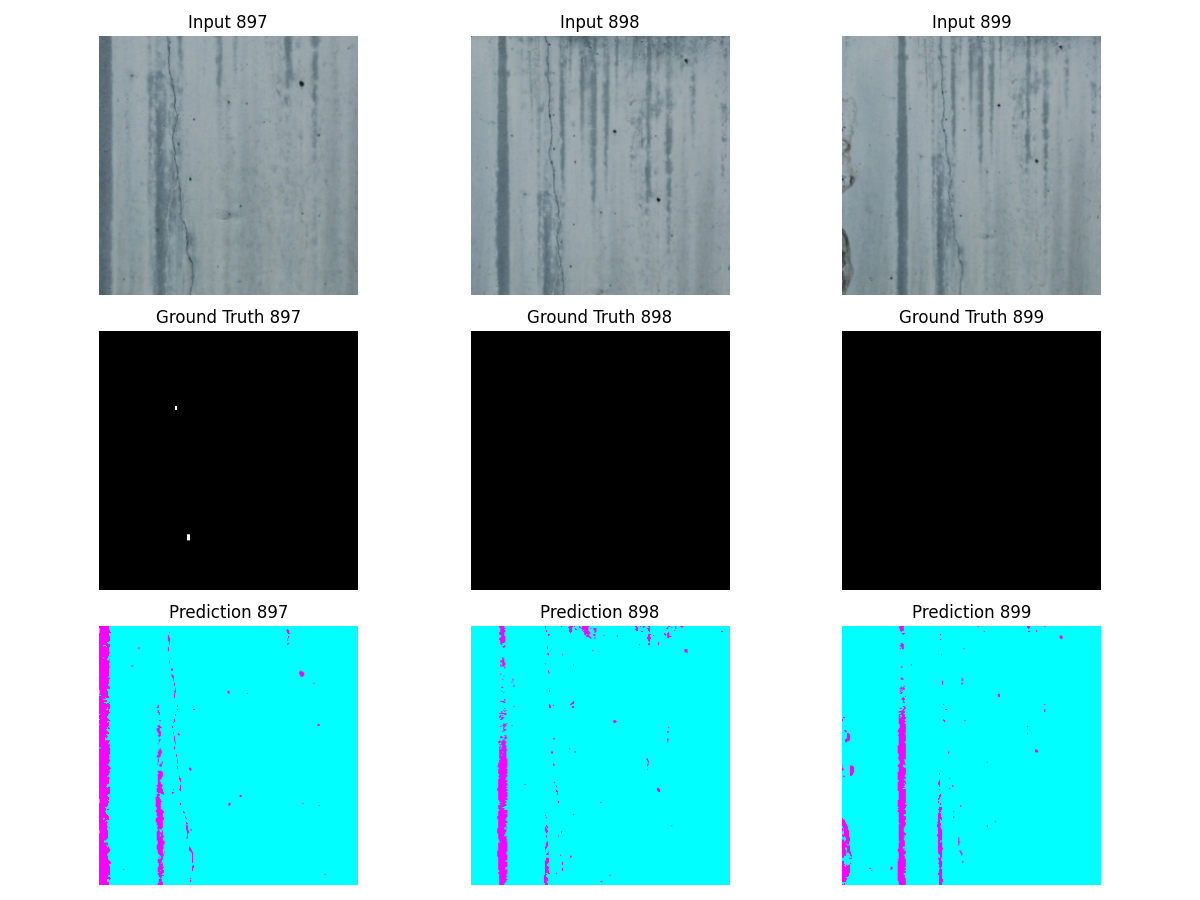 Input 897
Input 898
Input 899
Ground Truth 897
Ground Truth 898
Ground Truth 899
Prediction 897
Prediction 898
Prediction 899